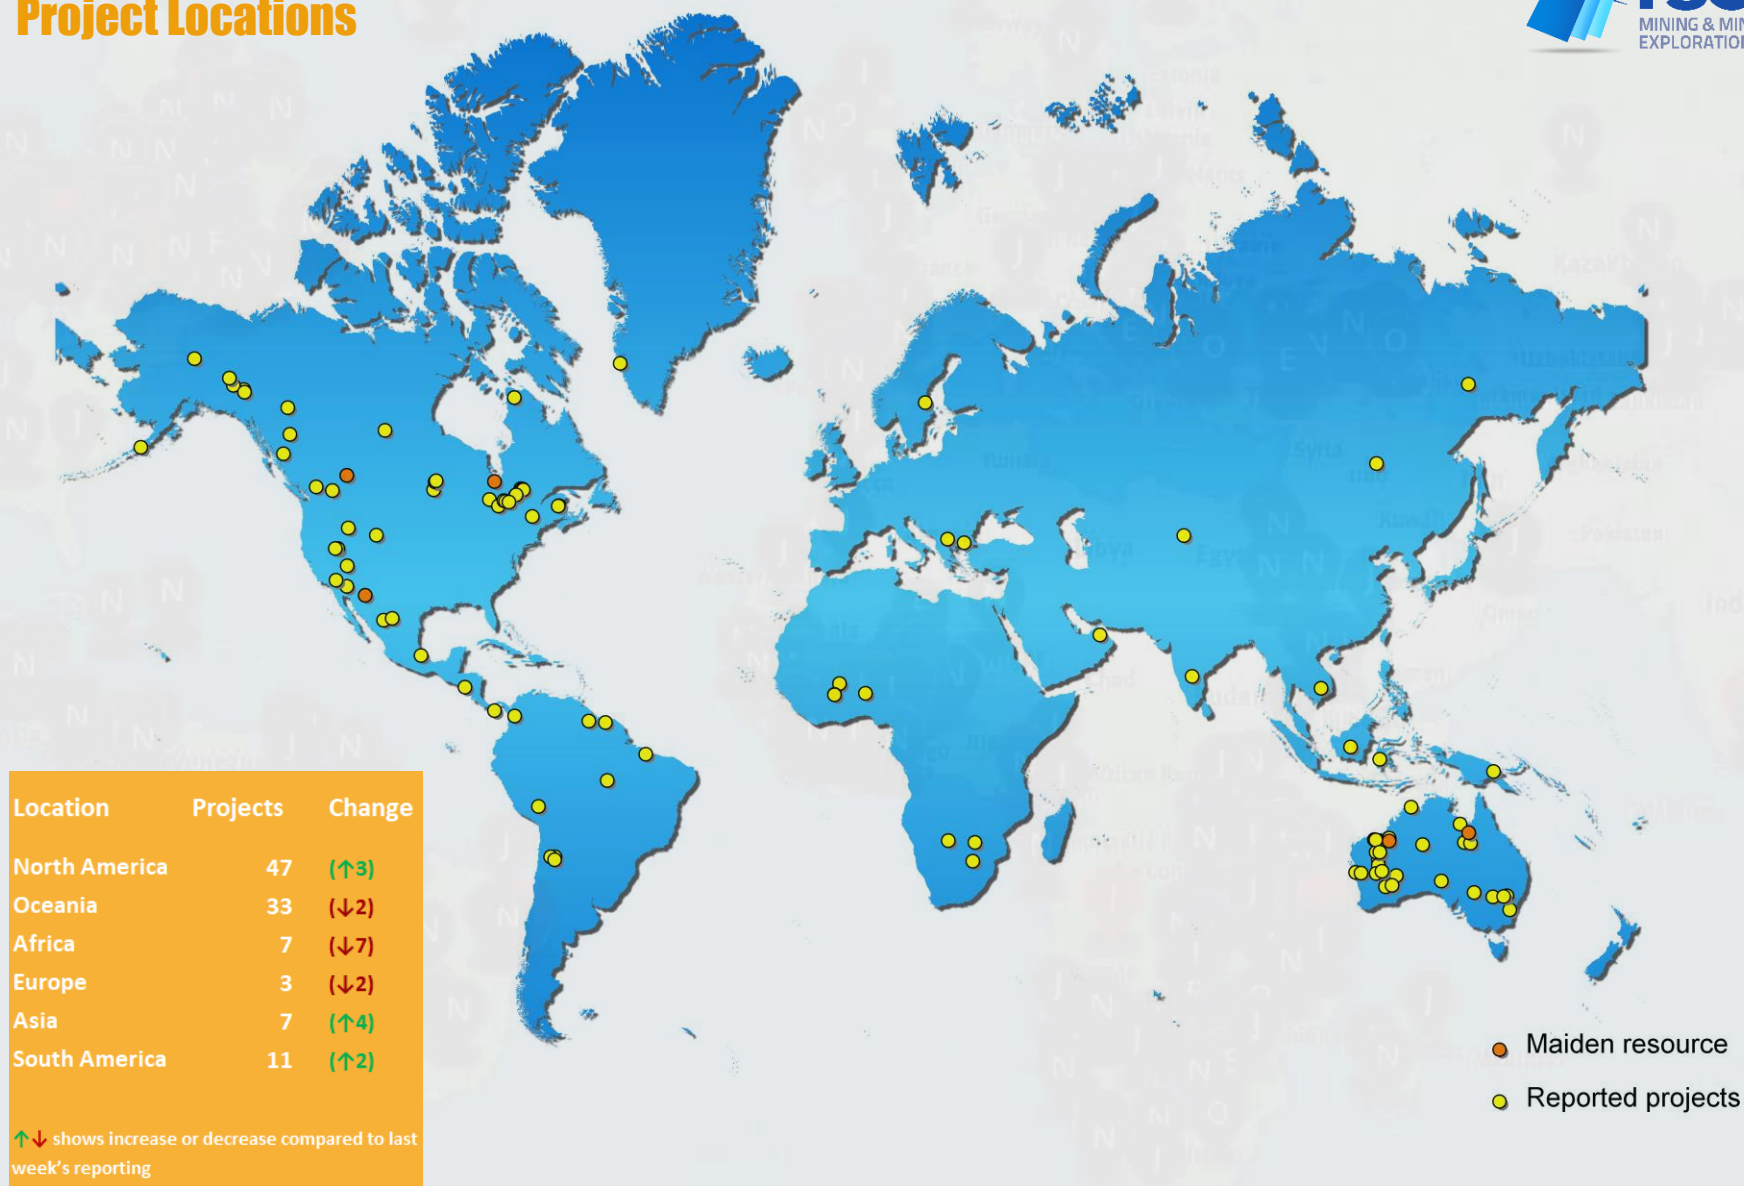 Project Locations
MINING &
Location Projects Change
North America 47 (↑3)
Oceania 33 (↓2)
Africa 7 (↓7)
Europe 3 (↓2)
Asia 7 (↑4)
South America 11 (↑2)
↑↓ shows increase or decrease compared to last
week's reporting
Maiden resource
Reported projects